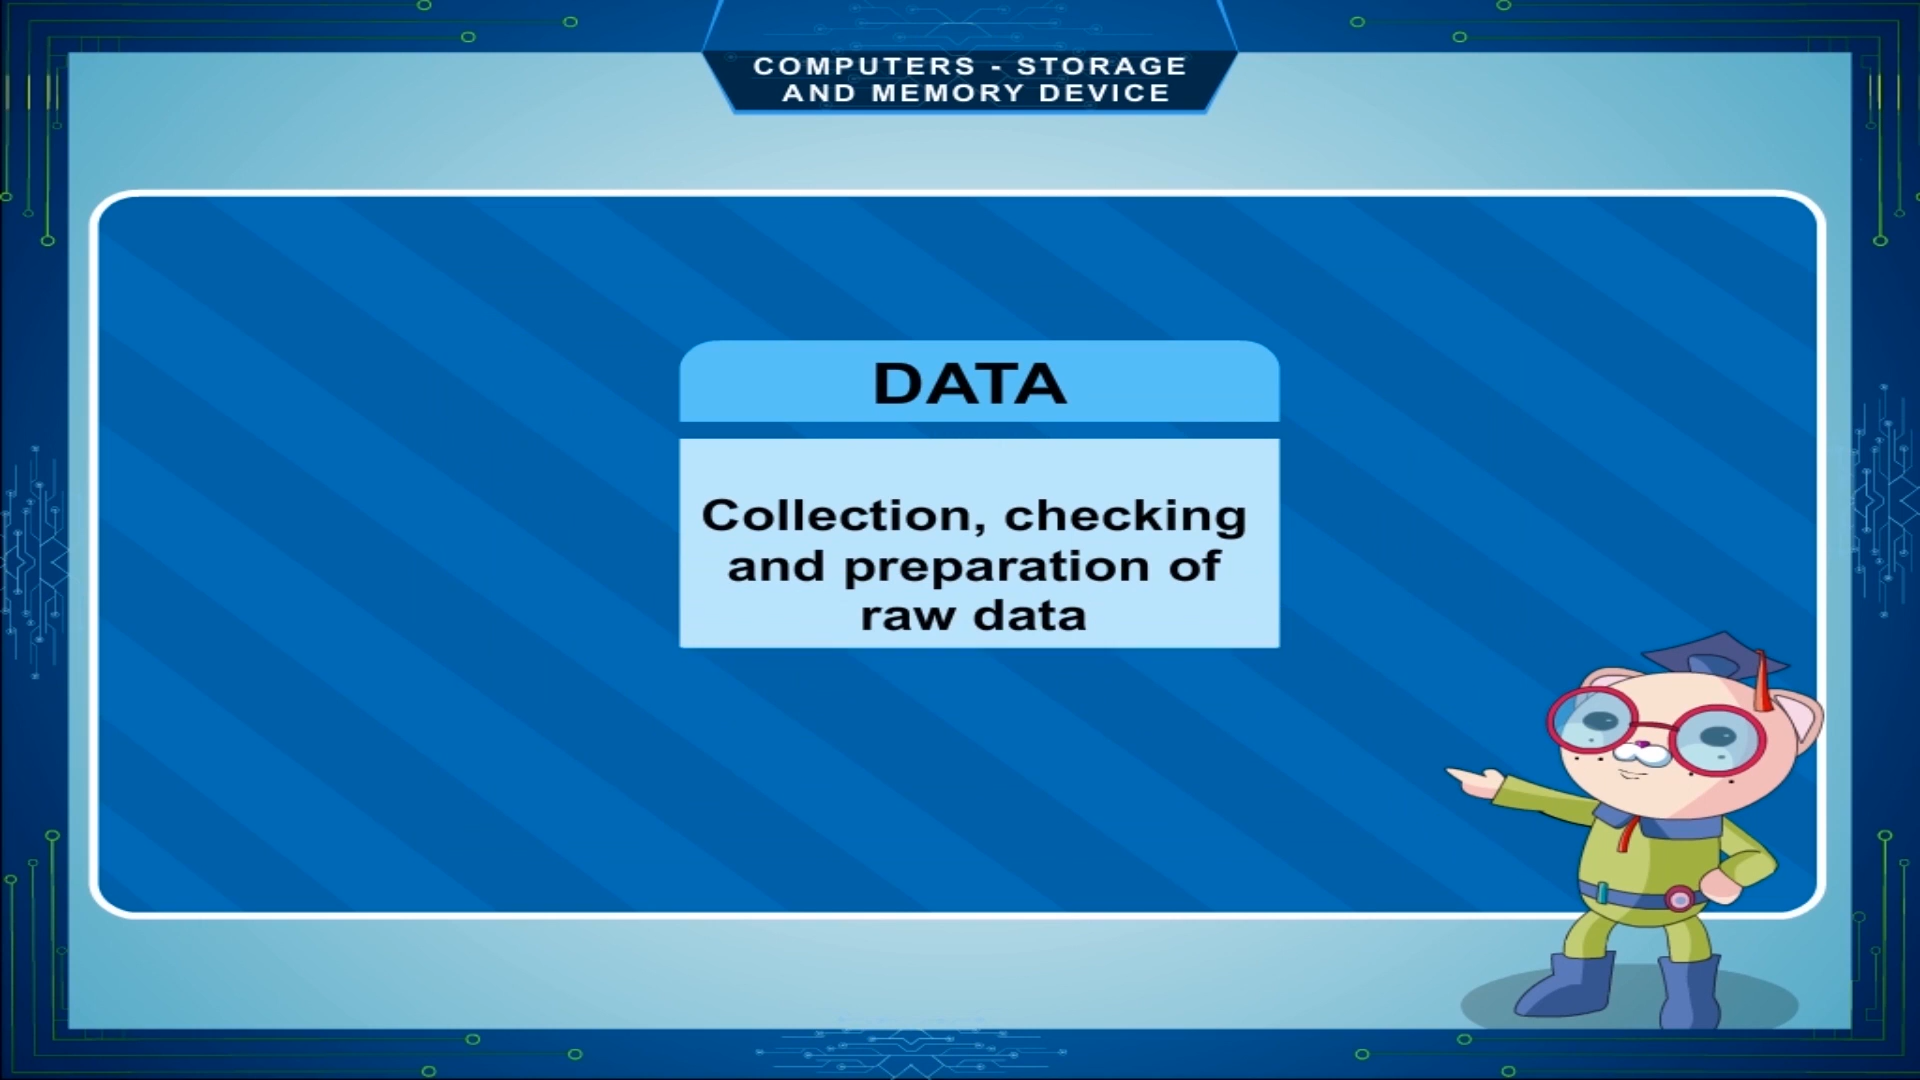 COMPUTERS - STORAGE
AND MEMORY DEVICE
DATA
Collection, checking
and preparation of
raw data